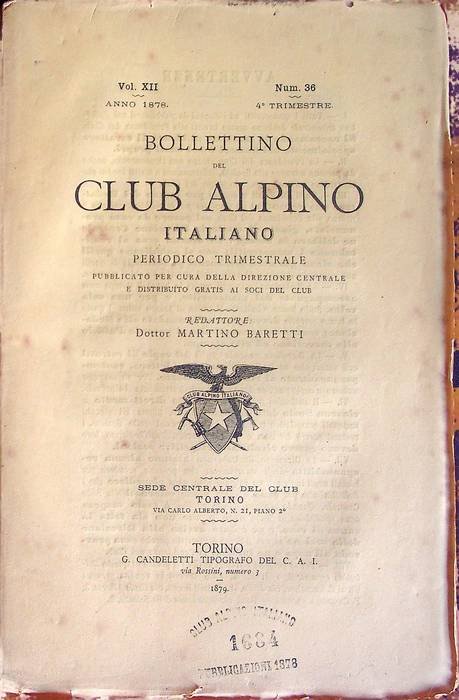 Vol. XII
Num. 36
ANNO 1878.
4º TRIMESTRE.
BOLLETTINO
DEL
CLUB ALPINO
ITALIANO
PERIODICO TRIMESTRALE
PUBBLICATO PER CURA DELLA DIREZIONE CENTRALE
E DISTRIBUITO GRATIS AI SOCI DEL CLUB
REDATTORE
Dottor MARTINO BARETTI
CLUB ALPINO ITALIANO
SEDE CENTRALE DEL CLUB
TORINO
VIA CARLO ALBERTO, N. 21, PIANO 2º
TORINO
G. CANDELETTI TIPOGRAFO DEL C. A. I.
via Rossini, numero 3
1879.
CLUB ALPINO ITALIANO
1634
PUBBLICAZIONI 1878